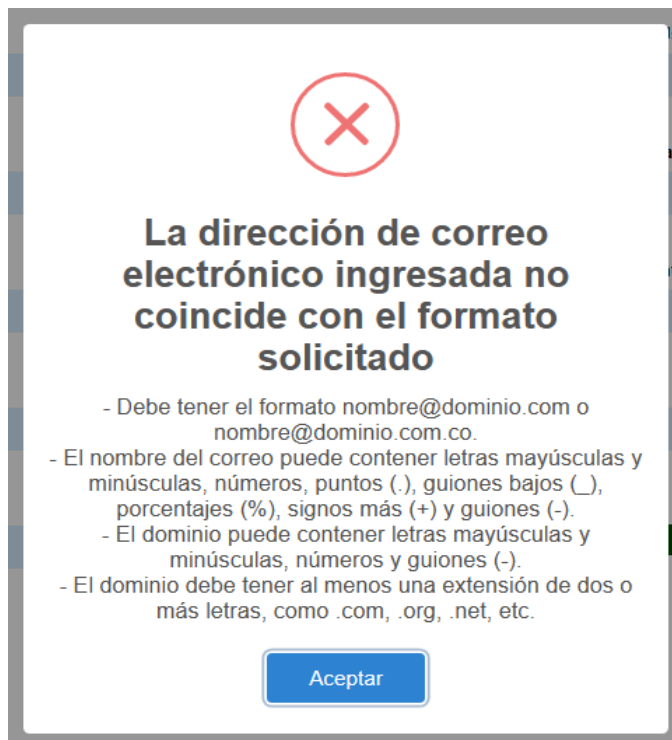 La dirección de correo
electrónico ingresada no
coincide con el formato
solicitado
- Debe tener el formato nombre@dominio.com o
nombre@dominio.com.co.
- El nombre del correo puede contener letras mayúsculas y
minúsculas, números, puntos (.), guiones bajos (_),
porcentajes (%), signos más (+) y guiones (-).
- El dominio puede contener letras mayúsculas y
minúsculas, números y guiones (-).
- El dominio debe tener al menos una extensión de dos o
más letras, como .com, .org, .net, etc.
Aceptar